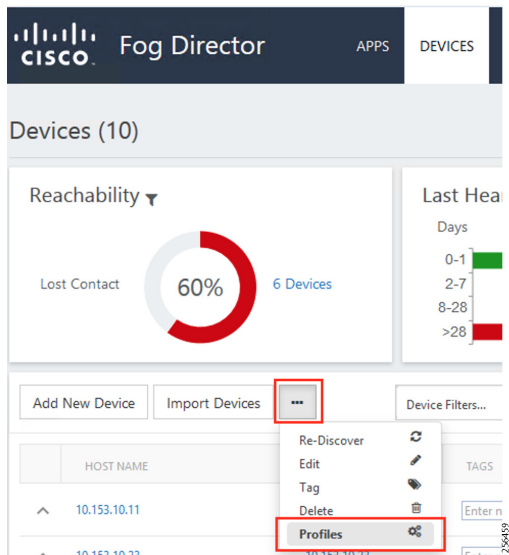 CISCO Fog Director APPS DEVICES
Devices (10)
Reachability
Last Hea
Days
0-1
2-7
8-28
>28
Lost Contact 60% 6 Devices
Add New Device Import Devices ... Device Filters...
Re-Discover
Edit
Tag
Delete
Profiles
HOST NAME TAGS
10.153.10.11 Enter n
256459